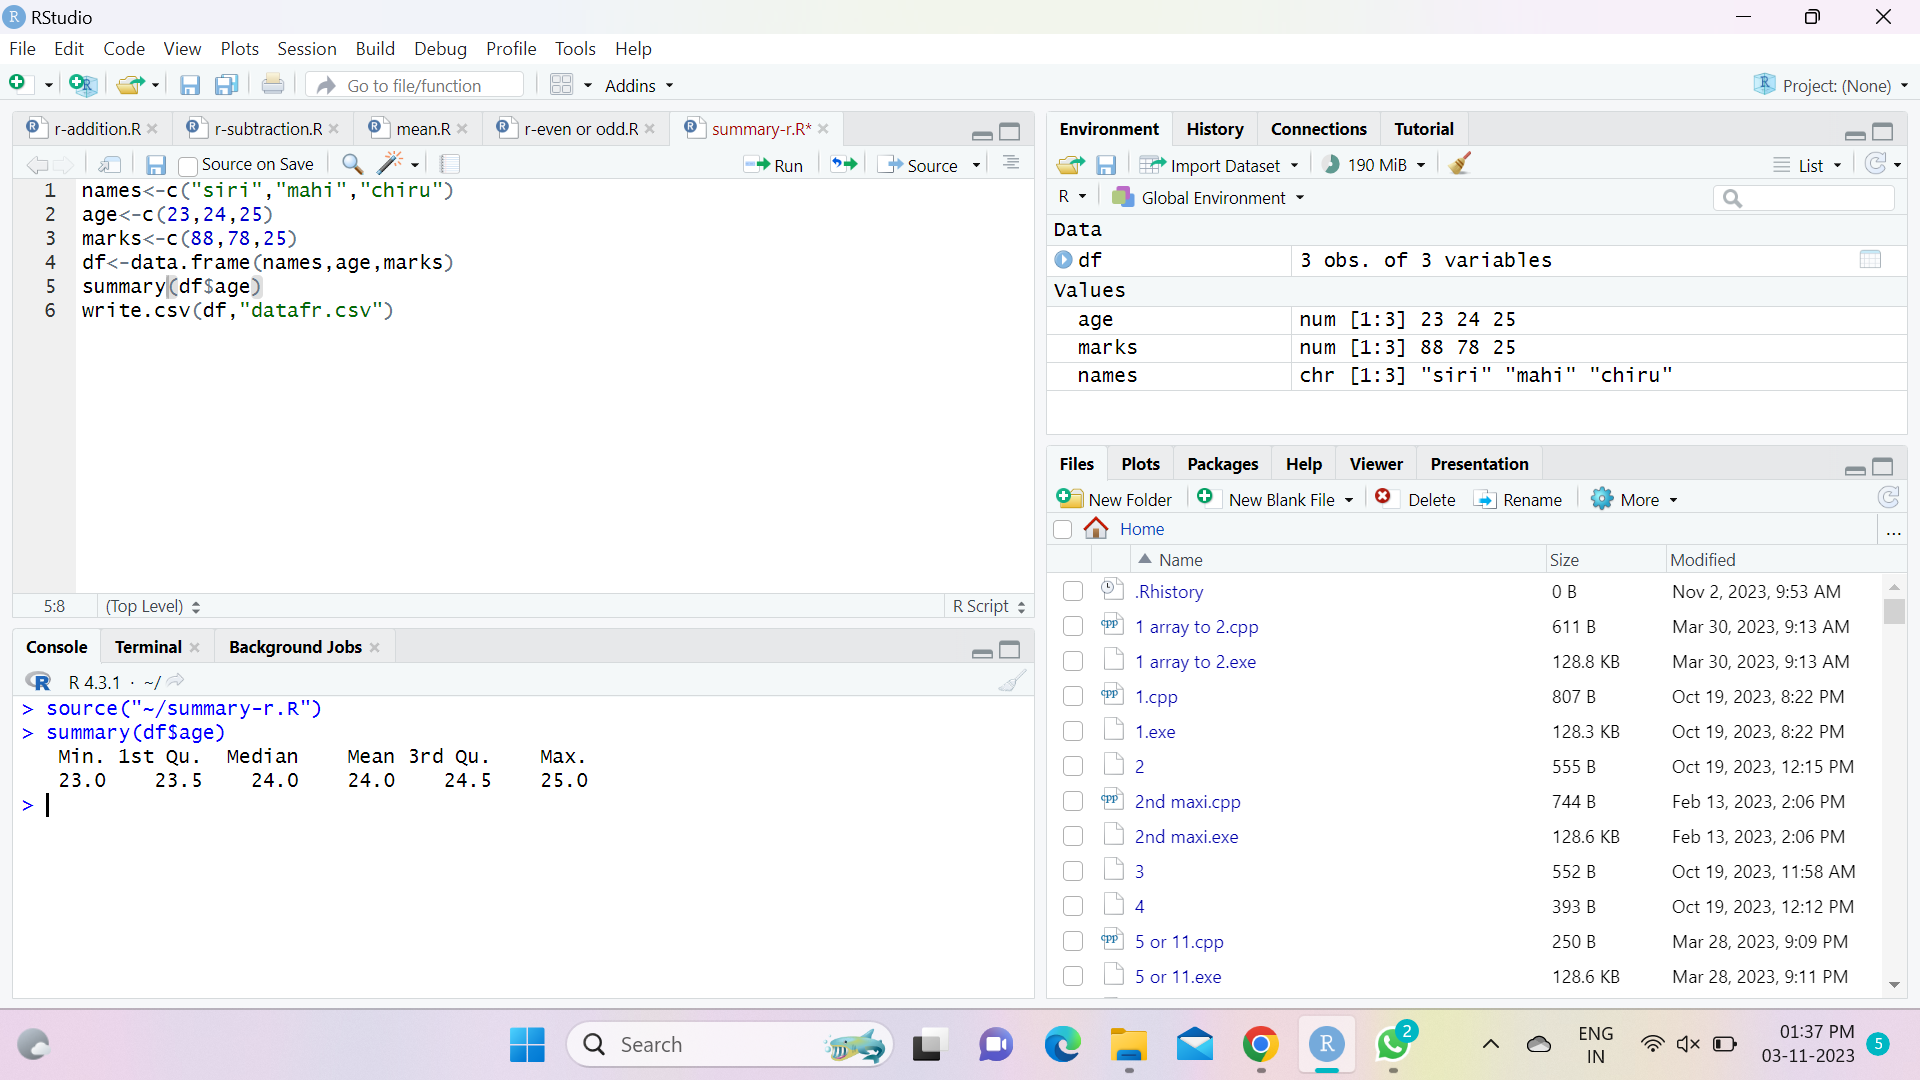 RStudio
File Edit Code View Plots Session Build Debug Profile Tools Help
Go to file/function Addins Project: (None)
r-addition.R r-subtraction.R mean.R r-even or odd.R summary-r.R*
Source on Save Run Source
1 names<-c("siri","mahi","chiru")
2 age<-c(23,24,25)
3 marks<-c(88,78,25)
4 df<-data.frame(names,age,marks)
5 summary(df$age)
6 write.csv(df,"datafr.csv")
5:8 (Top Level) R Script
Console Terminal Background Jobs
R 4.3.1 · ~/
> source("~/summary-r.R")
> summary(df$age)
Min. 1st Qu. Median Mean 3rd Qu. Max.
23.0 23.5 24.0 24.0 24.5 25.0
>
Environment History Connections Tutorial
Import Dataset 190 MiB List
R Global Environment
Data
df 3 obs. of 3 variables
Values
age num [1:3] 23 24 25
marks num [1:3] 88 78 25
names chr [1:3] "siri" "mahi" "chiru"
Files Plots Packages Help Viewer Presentation
New Folder New Blank File Delete Rename More
Home ...
Name Size Modified
.Rhistory 0 B Nov 2, 2023, 9:53 AM
1 array to 2.cpp 611 B Mar 30, 2023, 9:13 AM
1 array to 2.exe 128.8 KB Mar 30, 2023, 9:13 AM
1.cpp 807 B Oct 19, 2023, 8:22 PM
1.exe 128.3 KB Oct 19, 2023, 8:22 PM
2 555 B Oct 19, 2023, 12:15 PM
2nd maxi.cpp 744 B Feb 13, 2023, 2:06 PM
2nd maxi.exe 128.6 KB Feb 13, 2023, 2:06 PM
3 552 B Oct 19, 2023, 11:58 AM
4 393 B Oct 19, 2023, 12:12 PM
5 or 11.cpp 250 B Mar 28, 2023, 9:09 PM
5 or 11.exe 128.6 KB Mar 28, 2023, 9:11 PM
Search R 2 ENG 01:37 PM 5
IN 03-11-2023